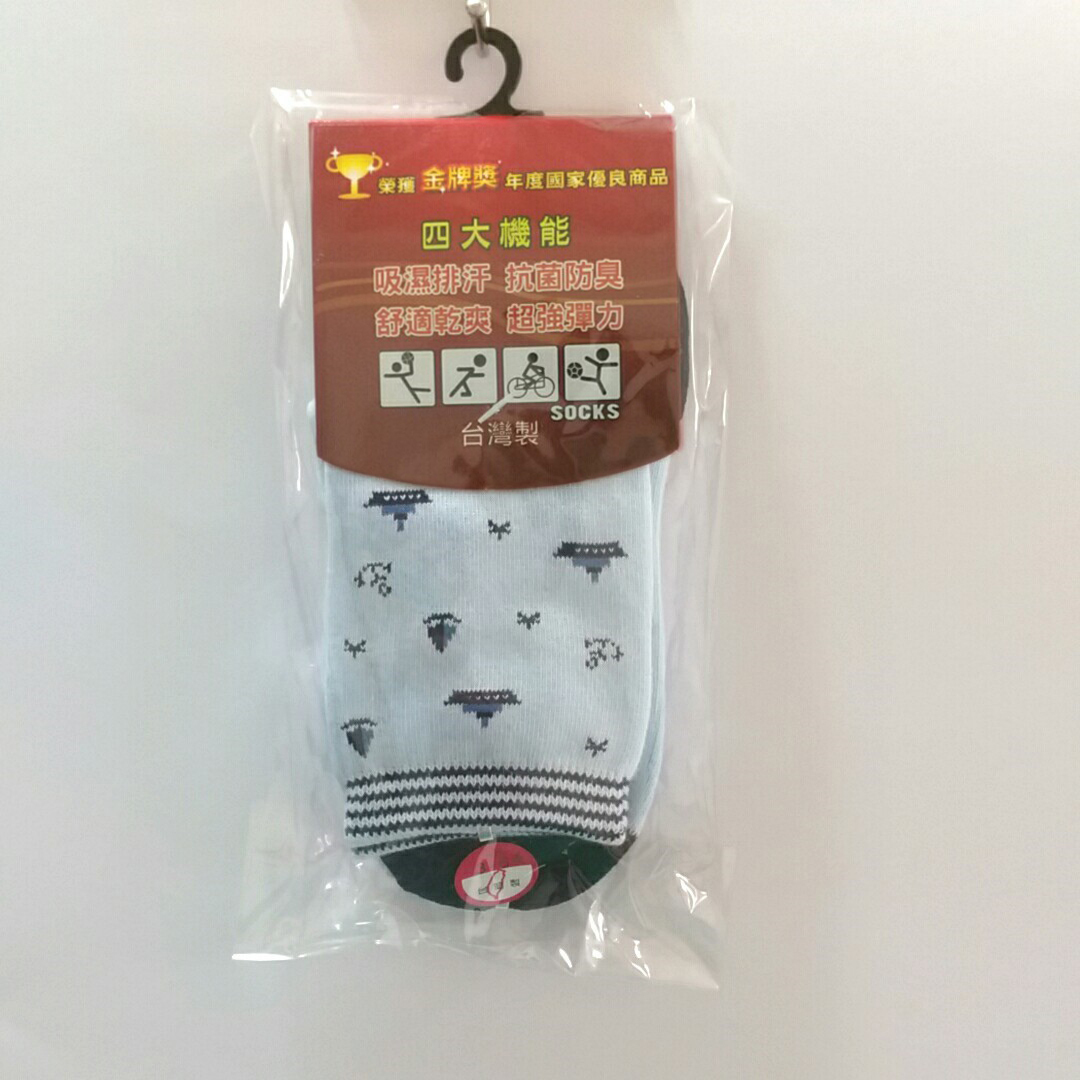 榮獲 金牌獎 年度國家優良商品
四大機能
吸濕排汗 抗菌防臭
舒適乾爽 超強彈力
SOCKS
台灣製